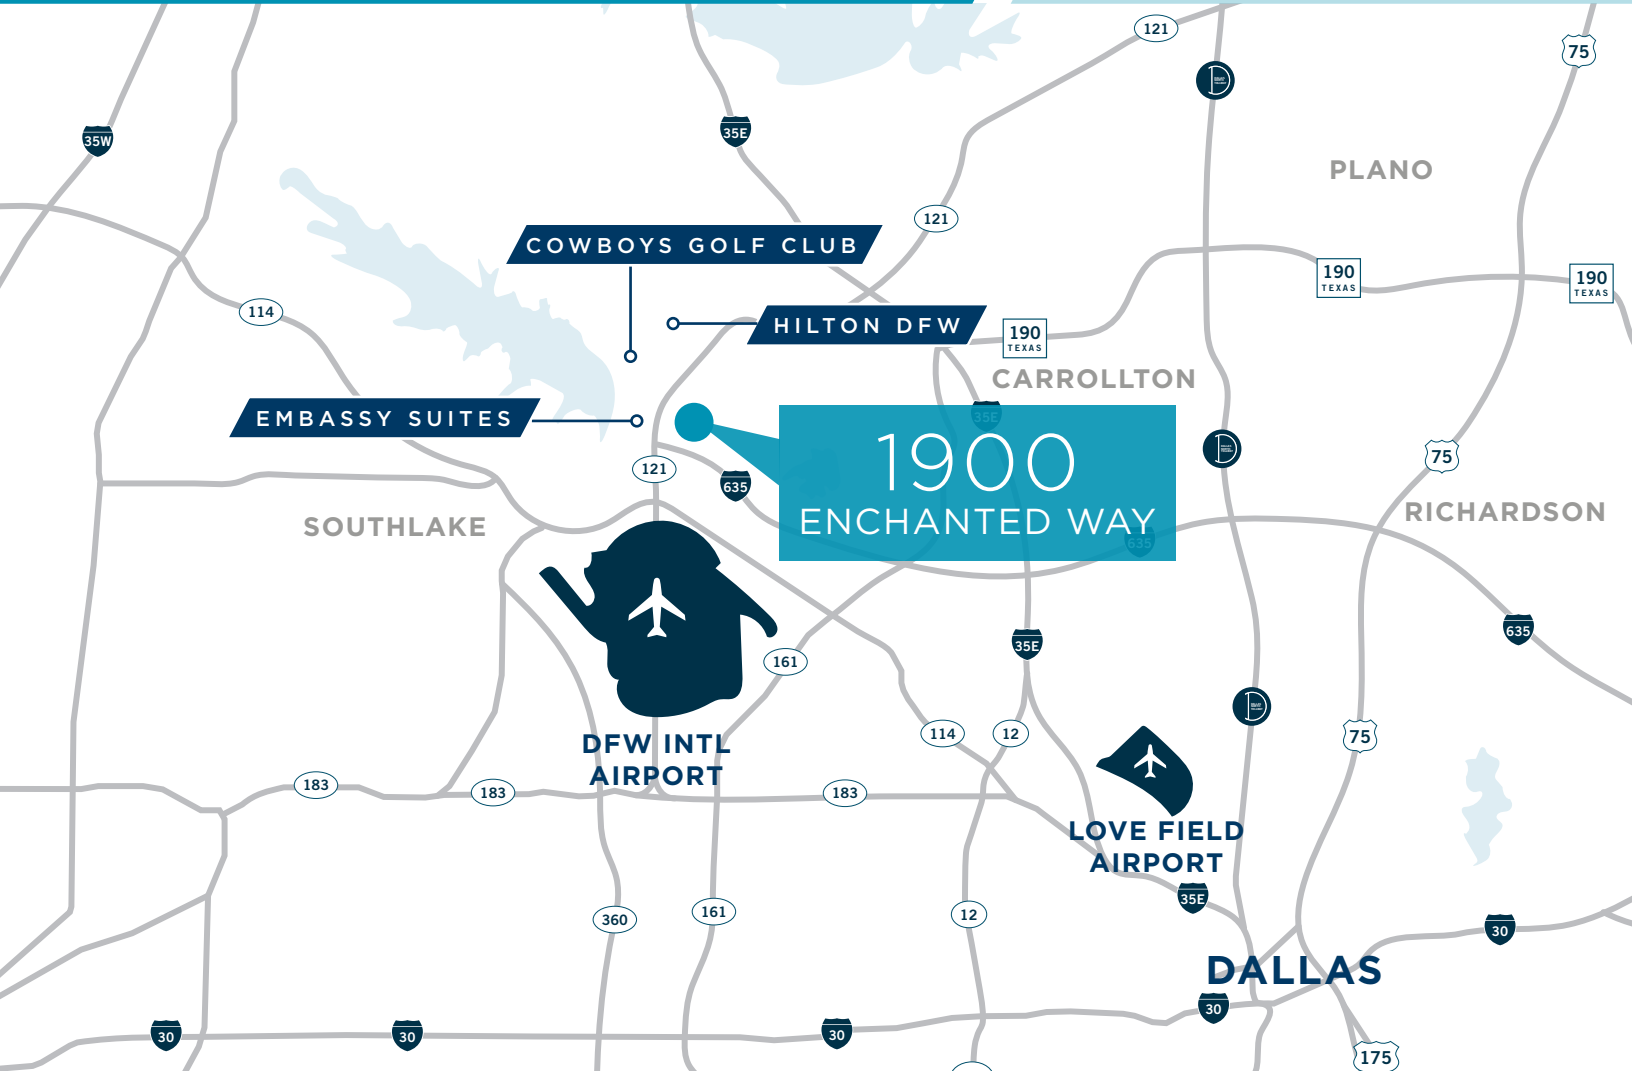 121
75
35W
35E
PLANO
121
COWBOYS GOLF CLUB
190
TEXAS
190
TEXAS
114
HILTON DFW
190
TEXAS
CARROLLTON
EMBASSY SUITES
35E
1900
ENCHANTED WAY
75
121
635
RICHARDSON
SOUTHLAKE
635
635
35E
161
DFW INTL
AIRPORT
114
12
75
183
183
183
LOVE FIELD
AIRPORT
35E
360
161
12
30
DALLAS
30
30
30
30
175